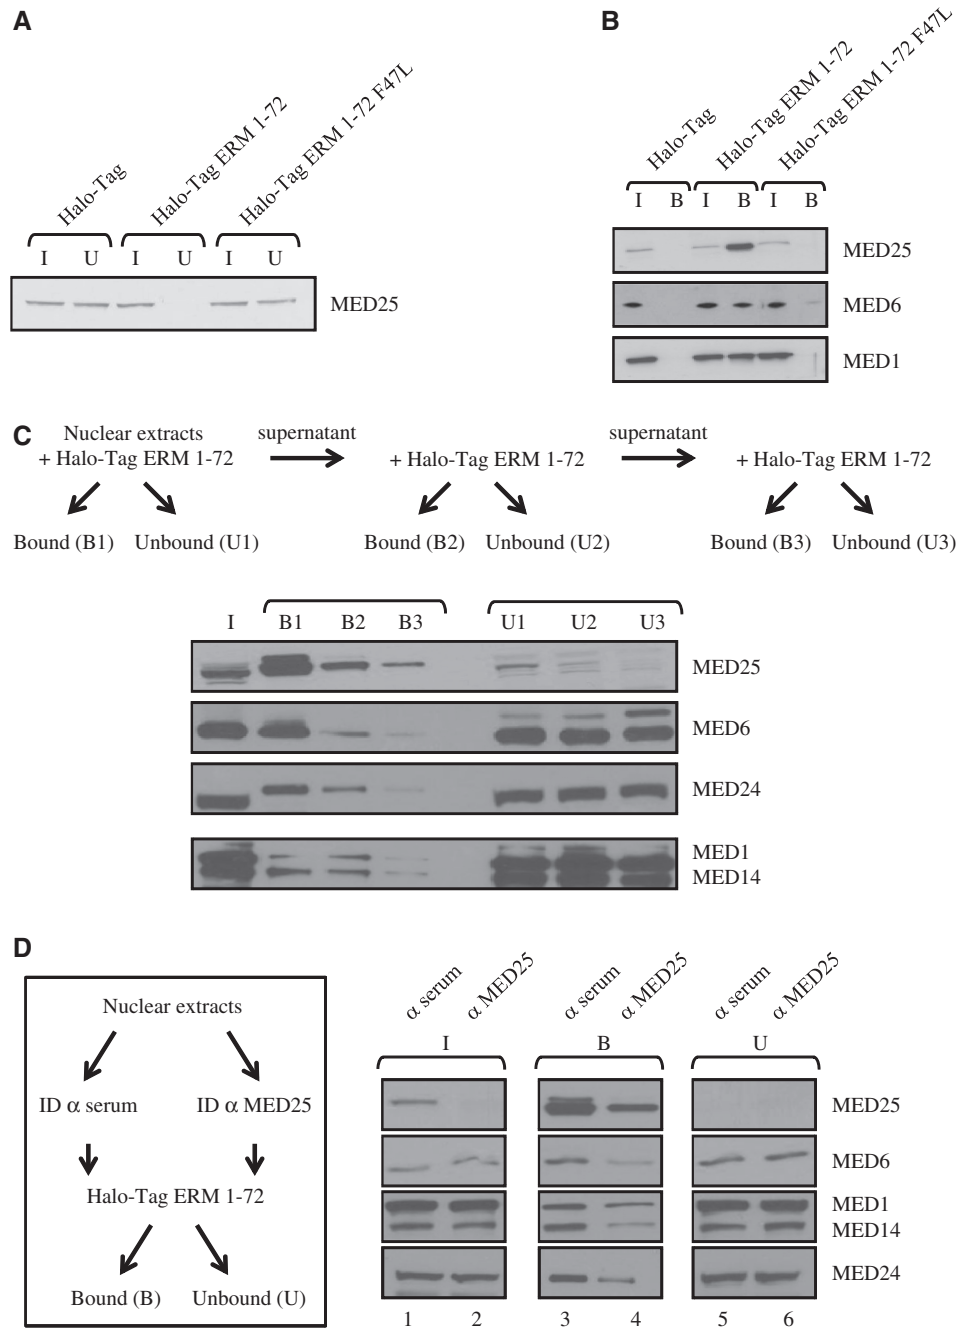 A
Halo-Tag
Halo-Tag ERM 1-72
Halo-Tag ERM 1-72 F47L
I U I U I U
MED25
B
Halo-Tag
Halo-Tag ERM 1-72
Halo-Tag ERM 1-72 F47L
I B I B I B
MED25
MED6
MED1
C
Nuclear extracts
+ Halo-Tag ERM 1-72
supernatant
+ Halo-Tag ERM 1-72
supernatant
+ Halo-Tag ERM 1-72
Bound (B1) Unbound (U1)
Bound (B2) Unbound (U2)
Bound (B3) Unbound (U3)
I B1 B2 B3 U1 U2 U3
MED25
MED6
MED24
MED1
MED14
D
Nuclear extracts
ID α serum ID α MED25
Halo-Tag ERM 1-72
Bound (B) Unbound (U)
α serum α MED25 α serum α MED25 α serum α MED25
I B U
MED25
MED6
MED1
MED14
MED24
1 2 3 4 5 6